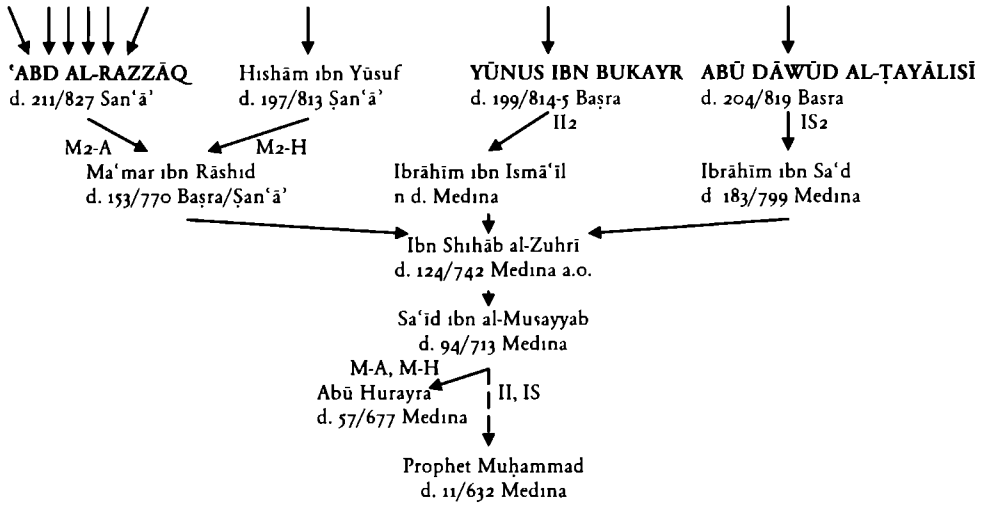 ‘ABD AL-RAZZĀQ
d. 211/827 Ṣan‘ā’
Hishām ibn Yūsuf
d. 197/813 Ṣan‘ā’
YŪNUS IBN BUKAYR
d. 199/814-5 Baṣra
ABŪ DĀWŪD AL-ṬAYĀLISĪ
d. 204/819 Basra
M2-A
M2-H
II2
IS2
Ma‘mar ibn Rāshid
d. 153/770 Baṣra/Ṣan‘ā’
Ibrāhīm ibn Ismā‘īl
n d. Medina
Ibrāhīm ibn Sa‘d
d 183/799 Medina
Ibn Shihāb al-Zuhrī
d. 124/742 Medina a.o.
Sa‘īd ibn al-Musayyab
d. 94/713 Medina
M-A, M-H
Abū Hurayra
d. 57/677 Medina
II, IS
Prophet Muḥammad
d. 11/632 Medina